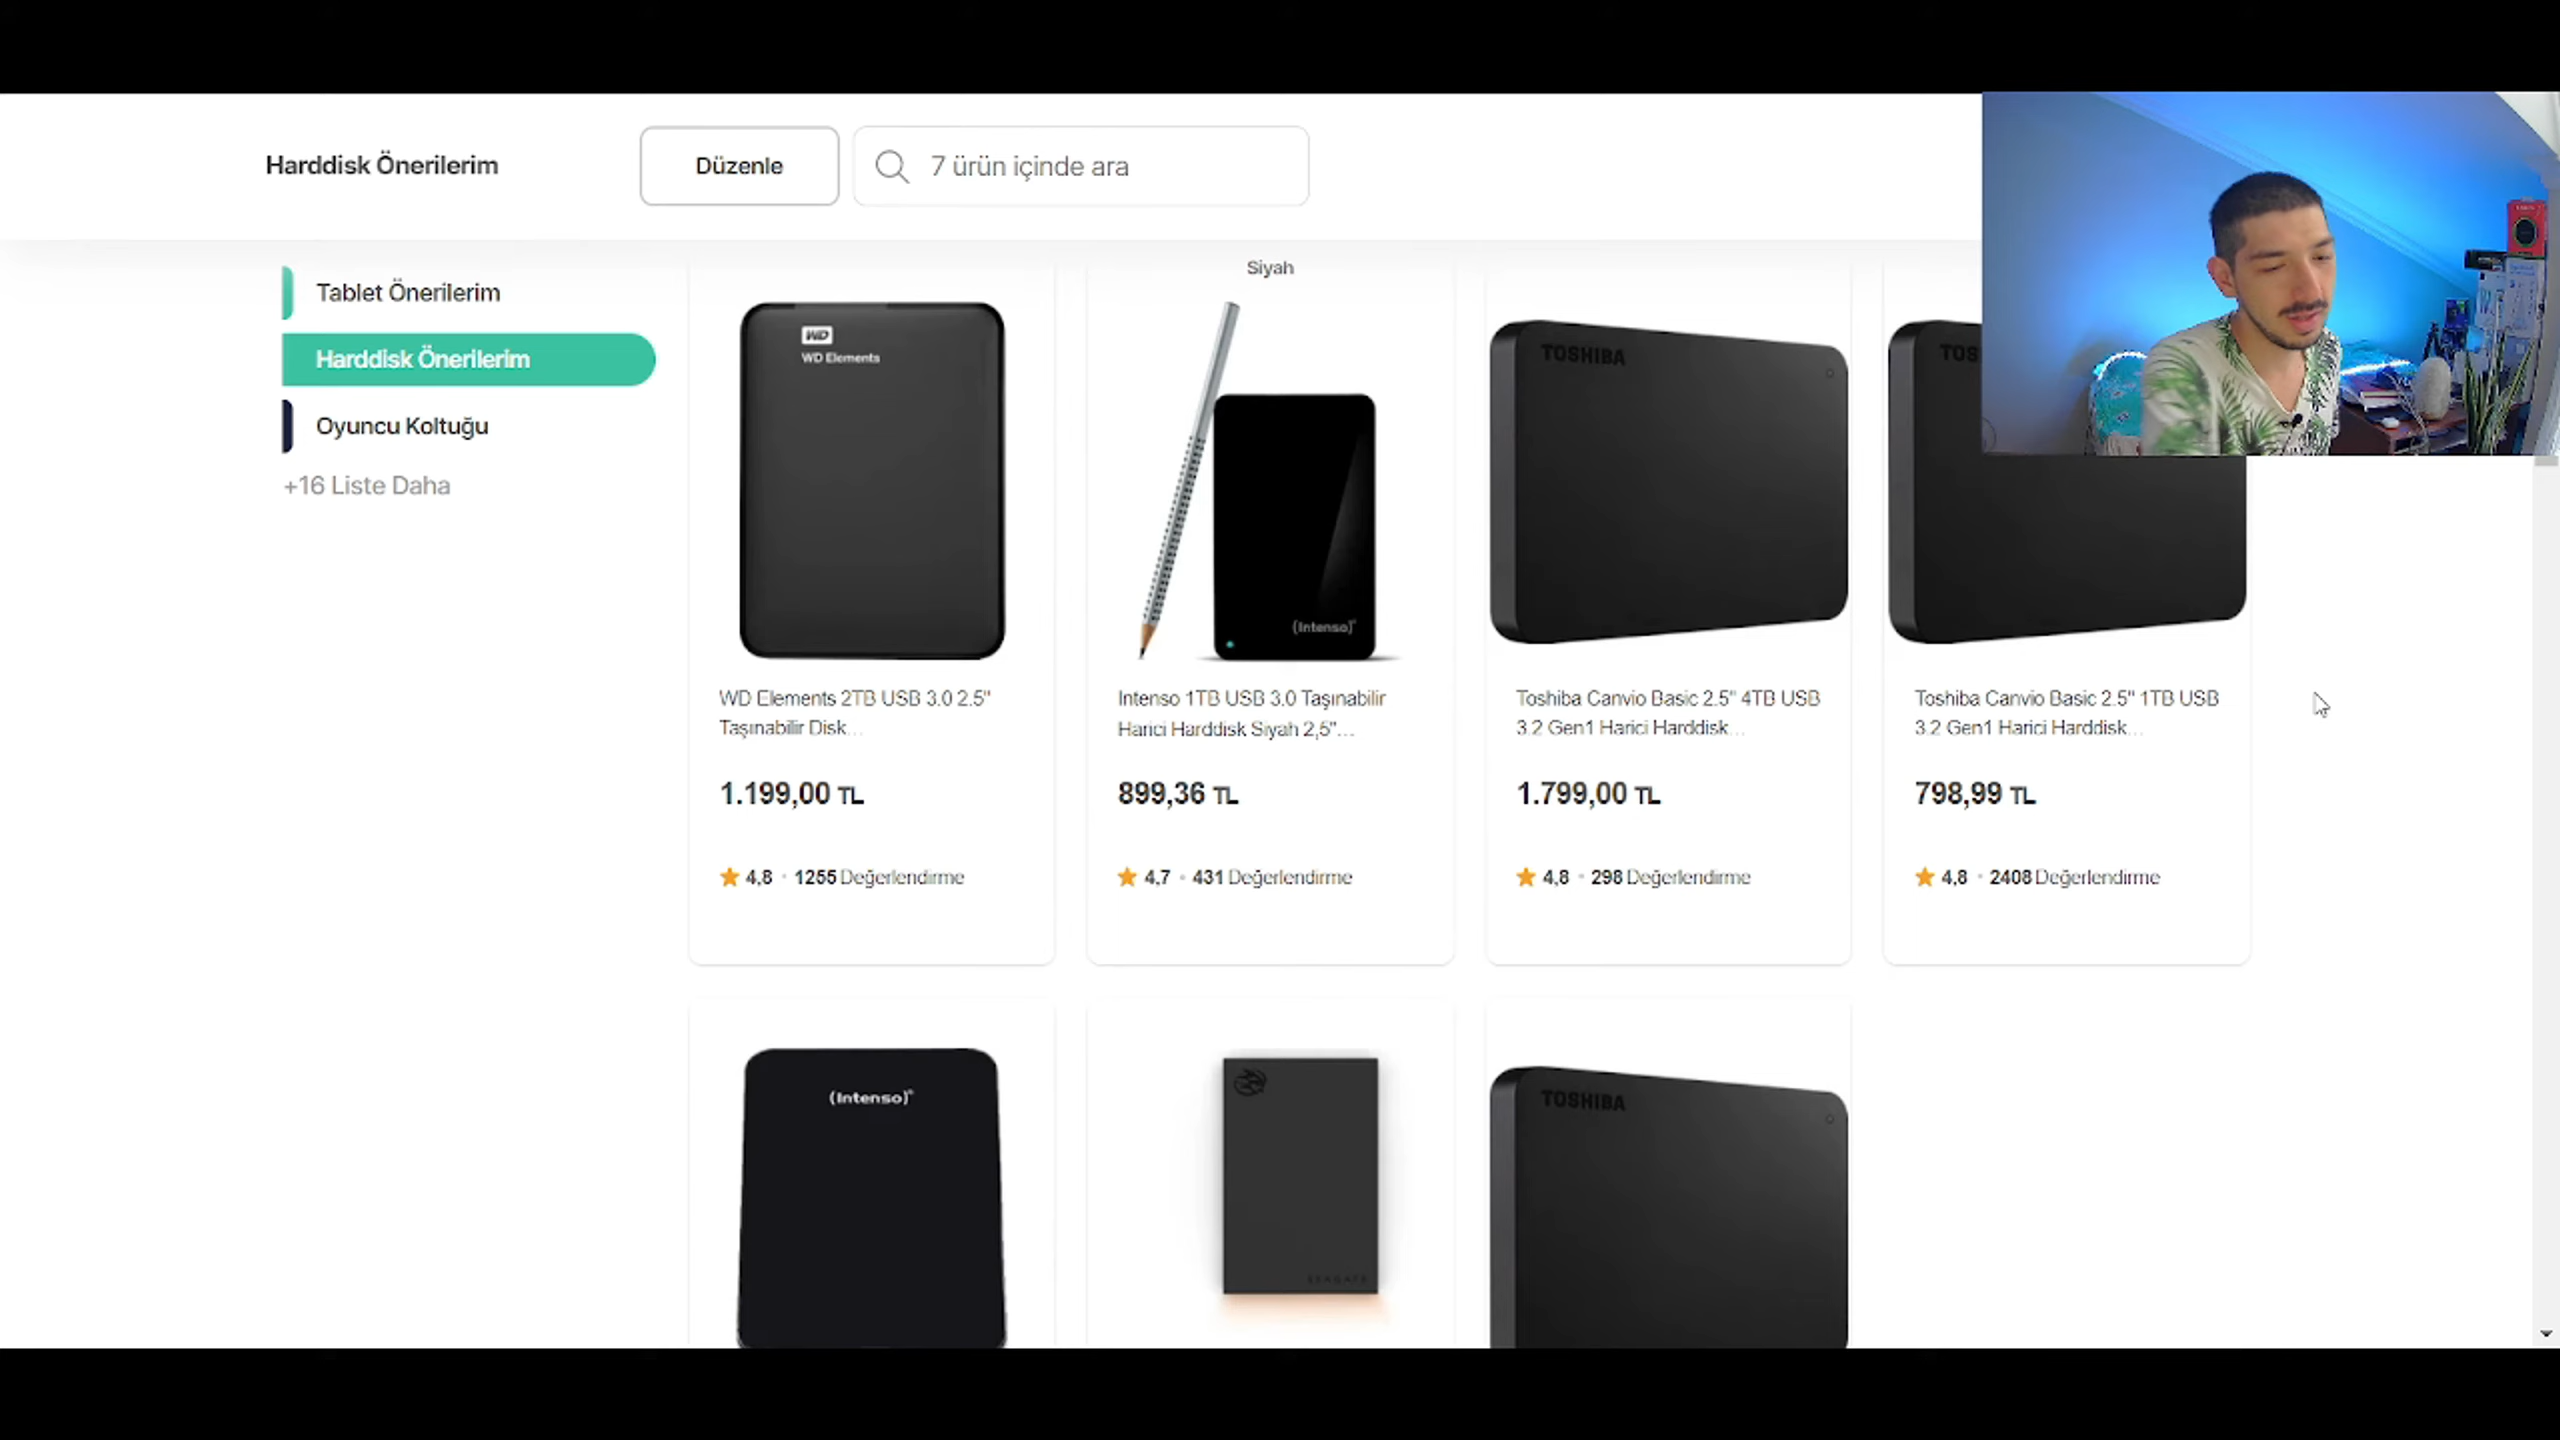 Harddisk Önerilerim
Düzenle
7 ürün içinde ara
Tablet Önerilerim
Harddisk Önerilerim
Oyuncu Koltuğu
+16 Liste Daha
Siyah
WD
WD Elements
(intenso)
TOSHIBA
TOS
WD Elements 2TB USB 3.0 2.5"
Taşınabilir Disk...
1.199,00 TL
4,8 • 1255 Değerlendirme
Intenso 1TB USB 3.0 Taşınabilir
Harici Harddisk Siyah 2,5"...
899,36 TL
4,7 • 431 Değerlendirme
Toshiba Canvio Basic 2.5" 4TB USB
3.2 Gen1 Harici Harddisk...
1.799,00 TL
4,8 • 298 Değerlendirme
Toshiba Canvio Basic 2.5" 1TB USB
3.2 Gen1 Harici Harddisk...
798,99 TL
4,8 • 2408 Değerlendirme
(intenso)®
SEAGATE
TOSHIBA